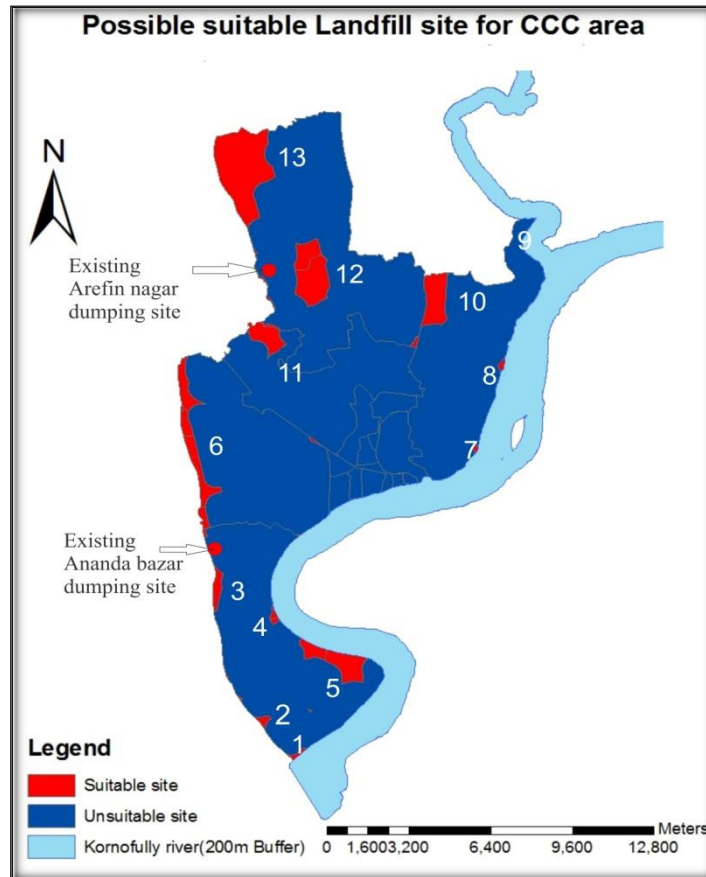 Possible suitable Landfill site for CCC area
N
13
9
Existing
Arefin nagar
dumping site
12
10
11
8
6
7
Existing
Ananda bazar
dumping site
3
4
5
2
1
Legend
Suitable site
Unsuitable site
Kornofully river(200m Buffer)
Meters
0 1,6003,200 6,400 9,600 12,800